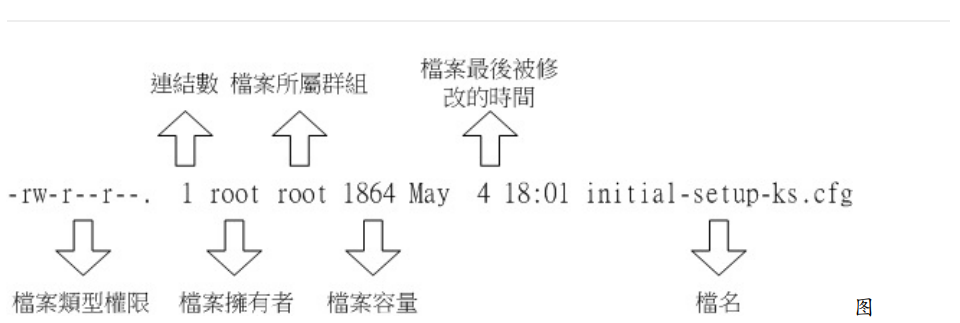 檔案最後被修
改的時間
連結數 檔案所屬群組
-rw-r--r--. 1 root root 1864 May 4 18:01 initial-setup-ks.cfg
檔案類型權限 檔案擁有者 檔案容量 檔名 图